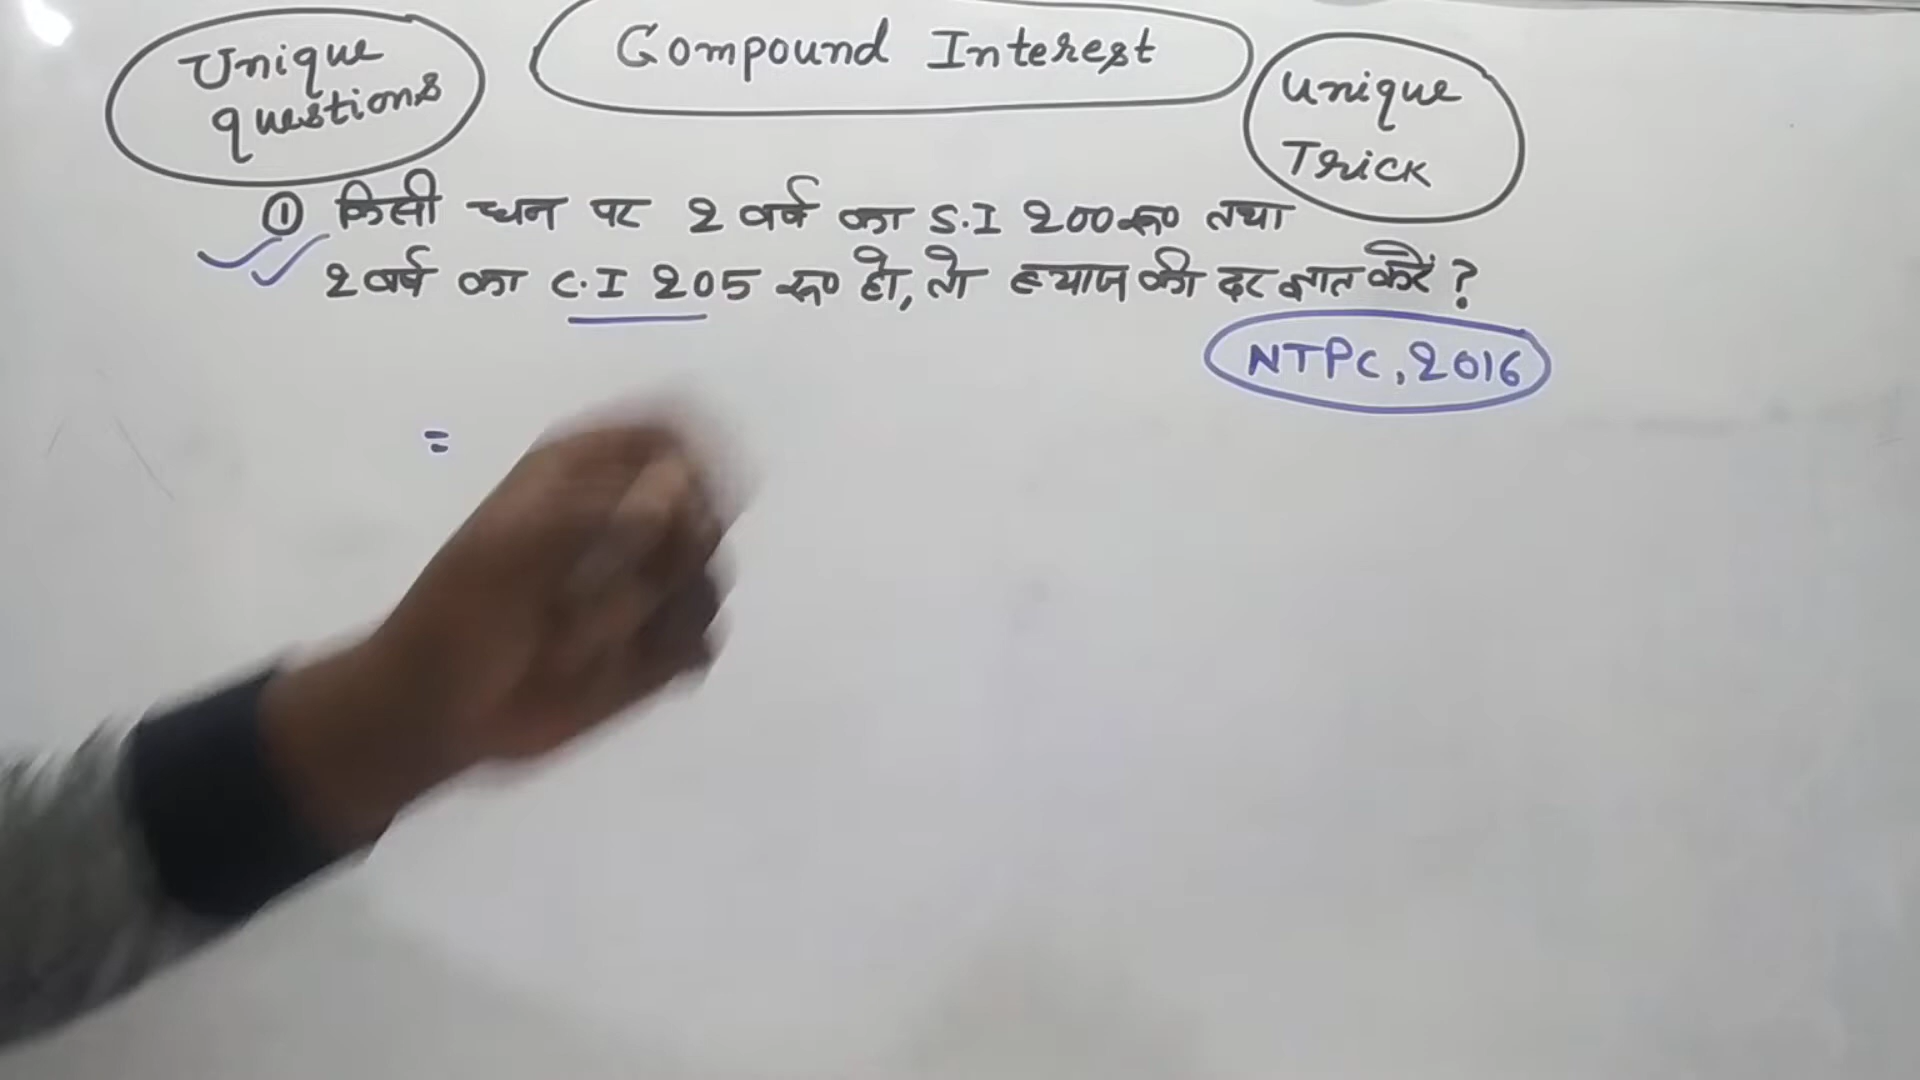 Unique
questions
Compound Interest
Unique
Trick
① किसी धन पर 2 वर्ष का S.I 200 रू० तथा
2 वर्ष का C.I 205 रू० हो, तो ब्याज की दर ज्ञात करें ?
NTPC, 2016
=